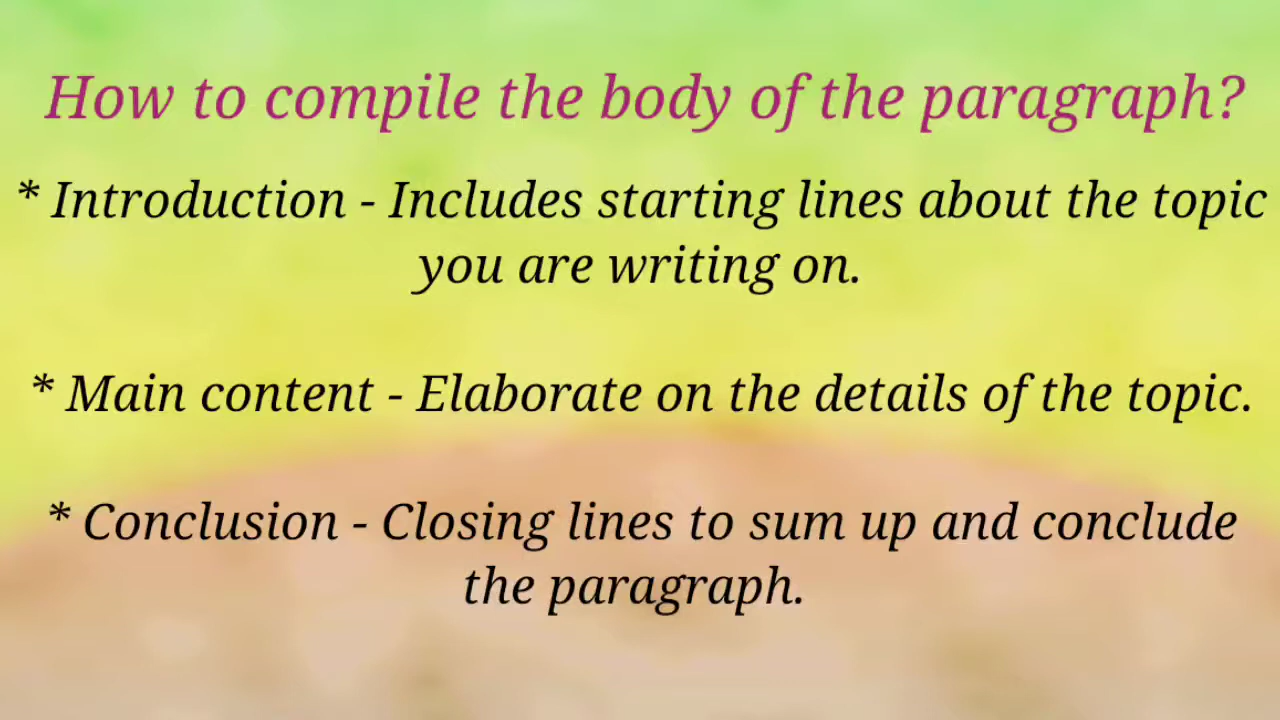 How to compile the body of the paragraph?
* Introduction - Includes starting lines about the topic
you are writing on.
* Main content - Elaborate on the details of the topic.
* Conclusion - Closing lines to sum up and conclude
the paragraph.